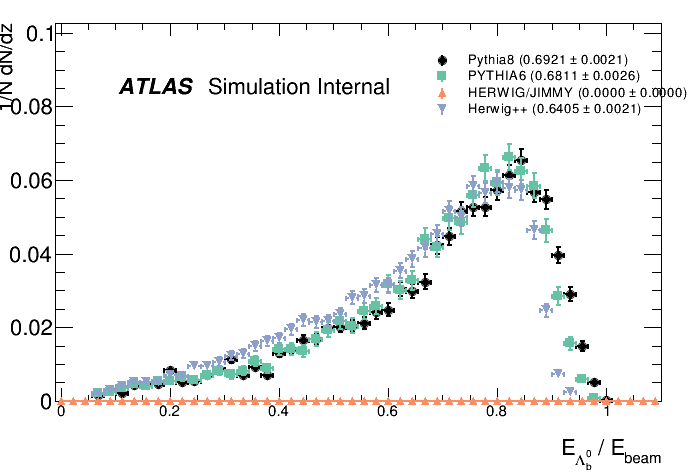 1/N dN/dz
0.1
0.08
0.06
0.04
0.02
0
ATLAS Simulation Internal
Pythia8 (0.6921 ± 0.0021)
PYTHIA6 (0.6811 ± 0.0026)
HERWIG/JIMMY (0.0000 ± 0.0000)
Herwig++ (0.6405 ± 0.0021)
0 0.2 0.4 0.6 0.8 1
E_{Λ_b^0} / E_{beam}